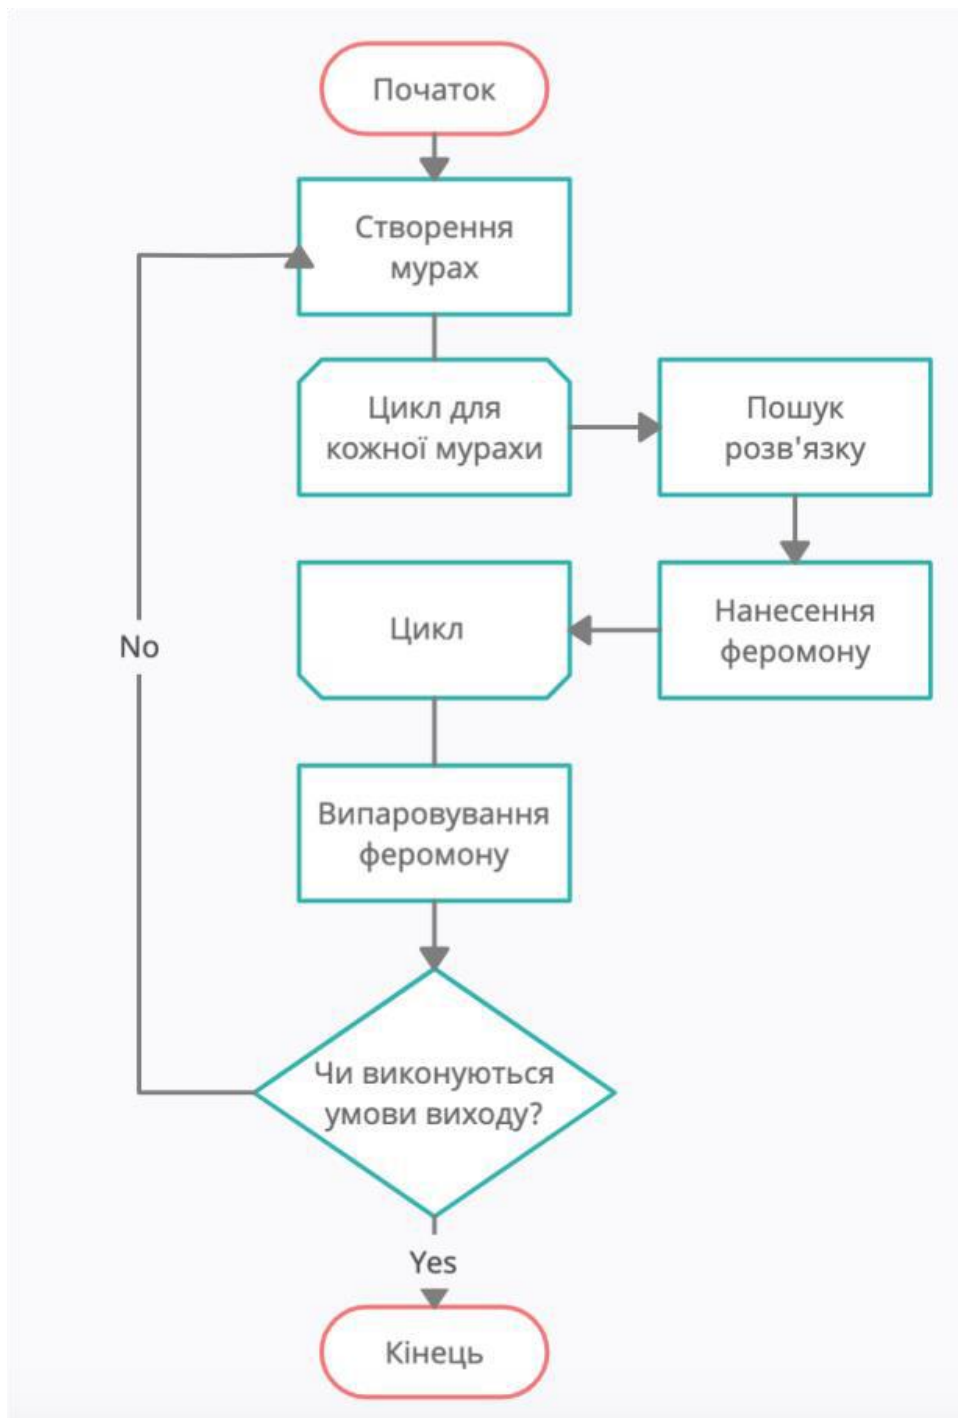 Початок
Створення
мурах
Цикл для
кожної мурахи
Пошук
розв'язку
Нанесення
феромону
Цикл
No
Випаровування
феромону
Чи виконуються
умови виходу?
Yes
Кінець